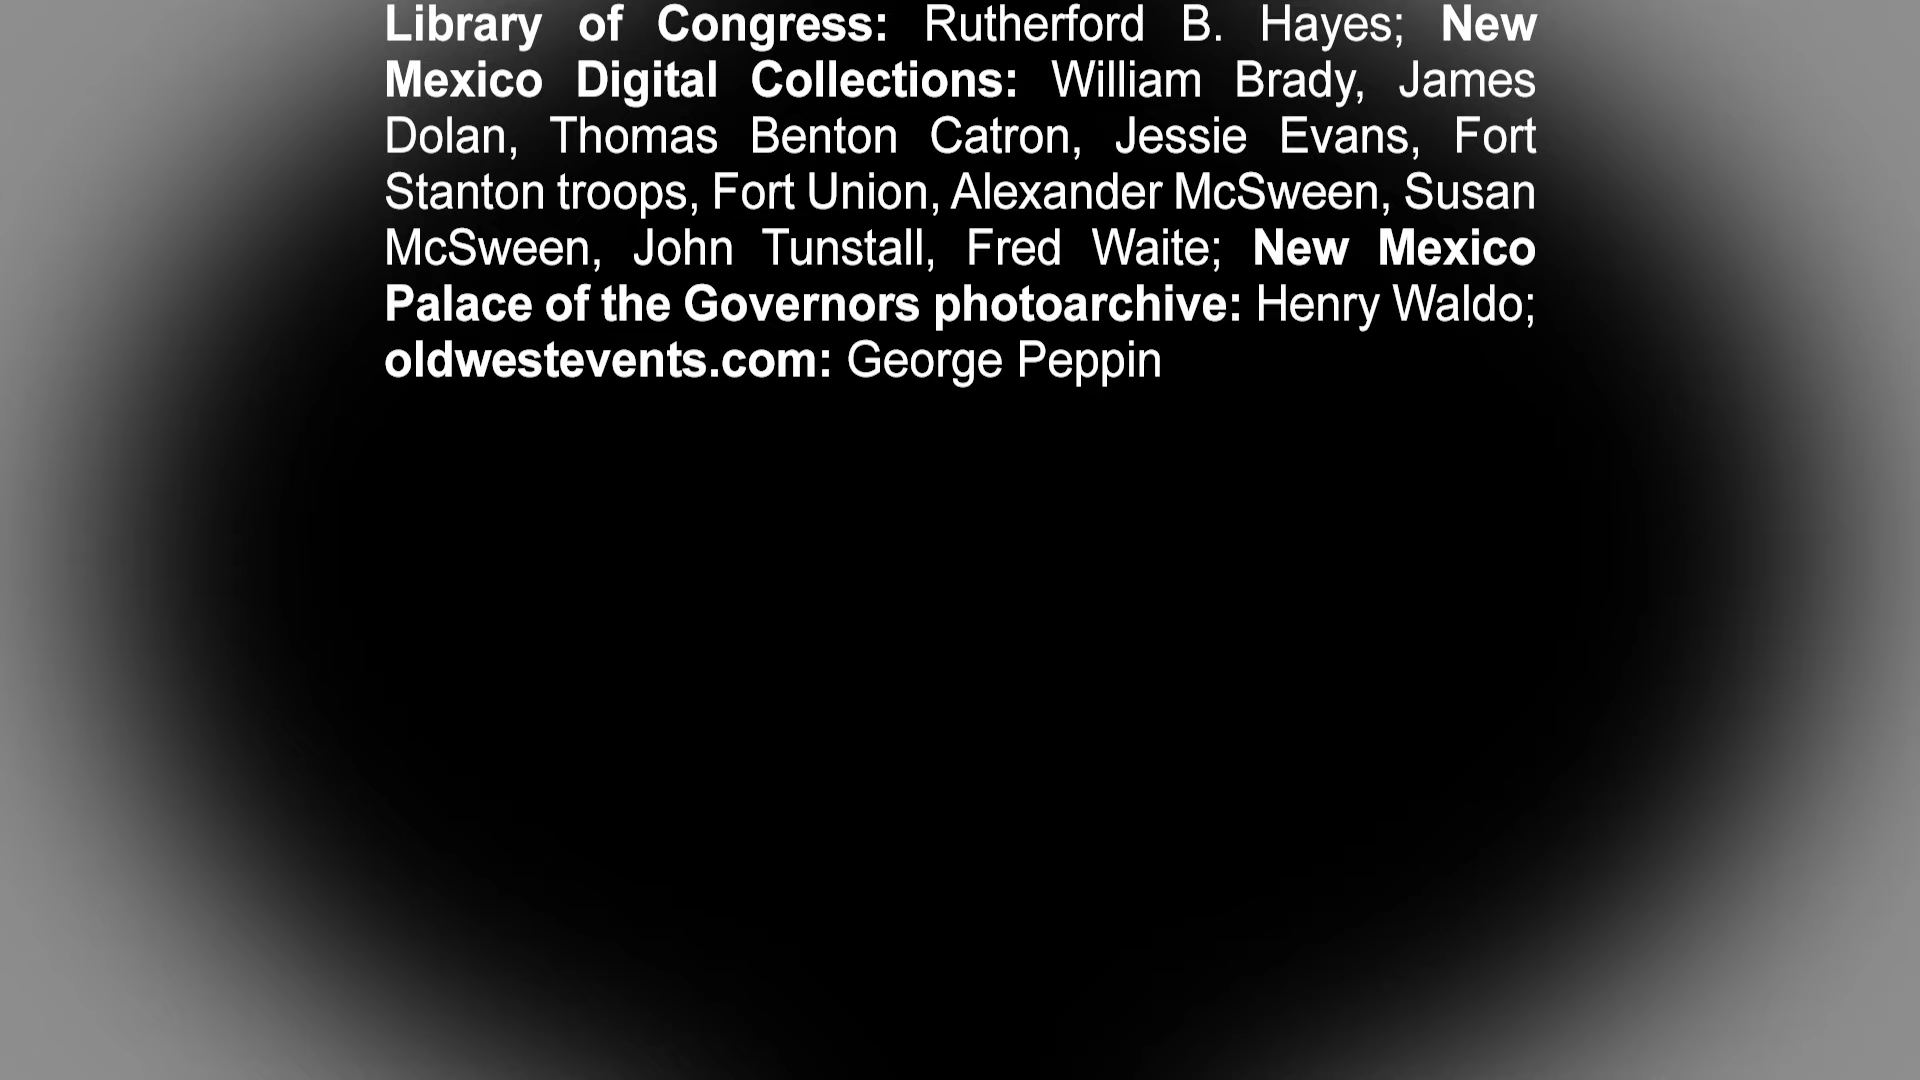 Library of Congress: Rutherford B. Hayes; New
Mexico Digital Collections: William Brady, James
Dolan, Thomas Benton Catron, Jessie Evans, Fort
Stanton troops, Fort Union, Alexander McSween, Susan
McSween, John Tunstall, Fred Waite; New Mexico
Palace of the Governors photoarchive: Henry Waldo;
oldwestevents.com: George Peppin